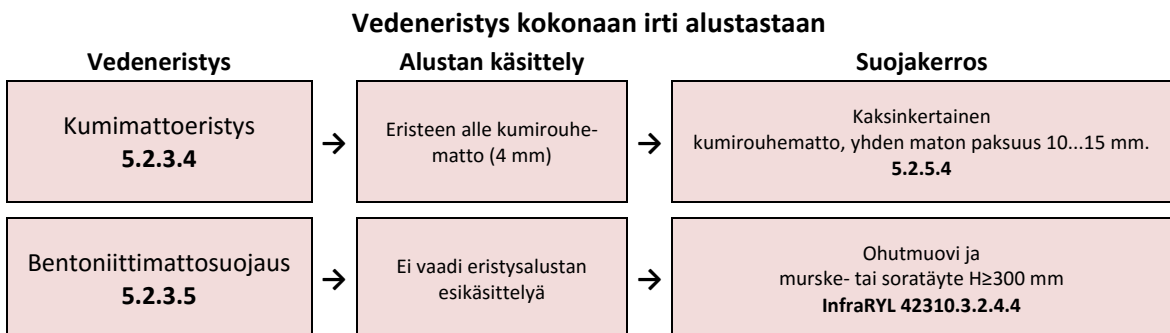 Vedeneristys kokonaan irti alustastaan
Vedeneristys
Alustan käsittely
Suojakerros
Kumimattoeristys
5.2.3.4
→
Eristeen alle kumirouhe-
matto (4 mm)
→
Kaksinkertainen
kumirouhematto, yhden maton paksuus 10...15 mm.
5.2.5.4
Bentoniittimattosuojaus
5.2.3.5
→
Ei vaadi eristysalustan
esikäsittelyä
→
Ohutmuovi ja
murske- tai soratäyte H≥300 mm
InfraRYL 42310.3.2.4.4